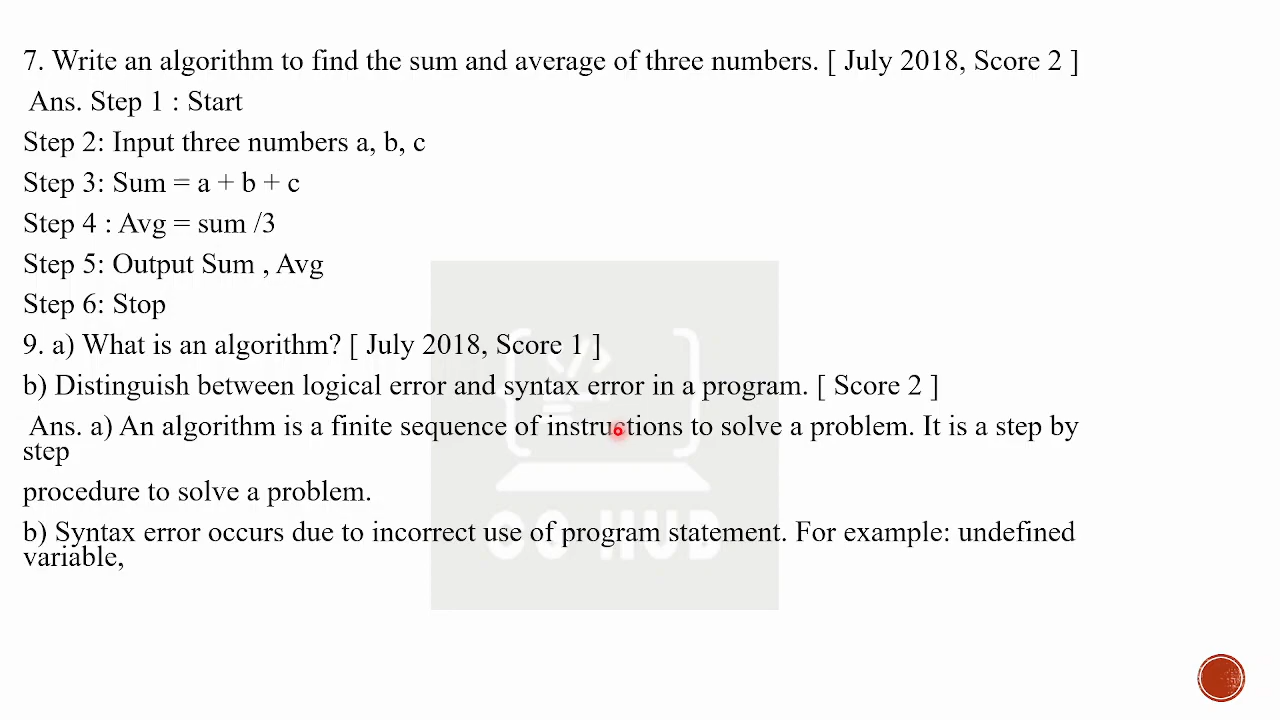 7. Write an algorithm to find the sum and average of three numbers. [ July 2018, Score 2 ]
Ans. Step 1 : Start
Step 2: Input three numbers a, b, c
Step 3: Sum = a + b + c
Step 4 : Avg = sum /3
Step 5: Output Sum , Avg
Step 6: Stop
9. a) What is an algorithm? [ July 2018, Score 1 ]
b) Distinguish between logical error and syntax error in a program. [ Score 2 ]
Ans. a) An algorithm is a finite sequence of instructions to solve a problem. It is a step by
step
procedure to solve a problem.
b) Syntax error occurs due to incorrect use of program statement. For example: undefined
variable,